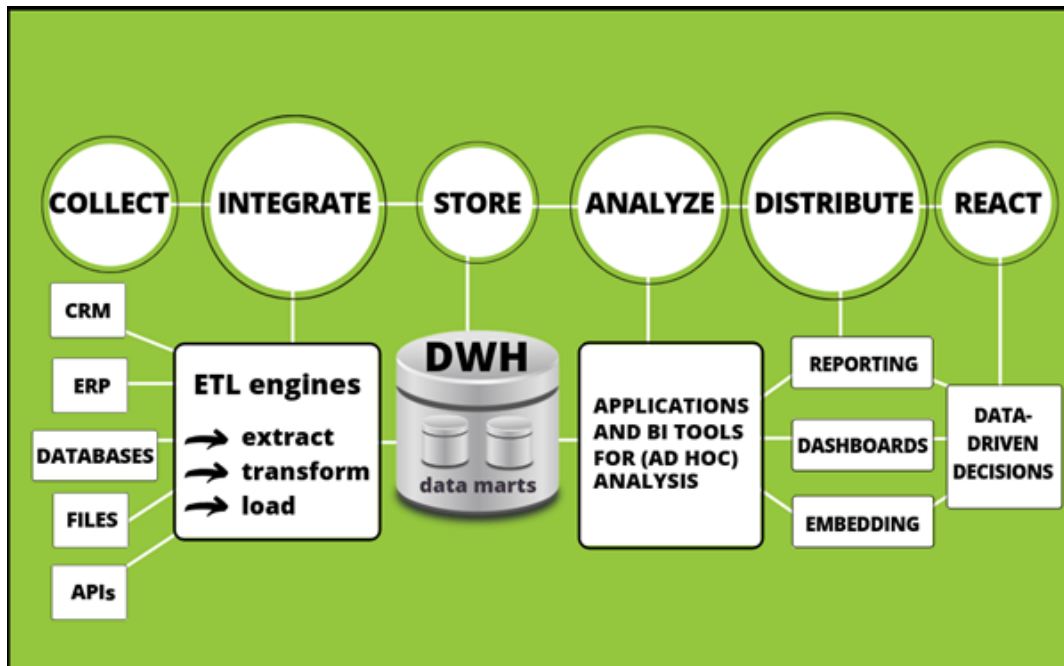 COLLECT
INTEGRATE
STORE
ANALYZE
DISTRIBUTE
REACT
CRM
ERP
DATABASES
FILES
APIs
ETL engines
extract
transform
load
DWH
data marts
APPLICATIONS
AND BI TOOLS
FOR (AD HOC)
ANALYSIS
REPORTING
DASHBOARDS
EMBEDDING
DATA-
DRIVEN
DECISIONS